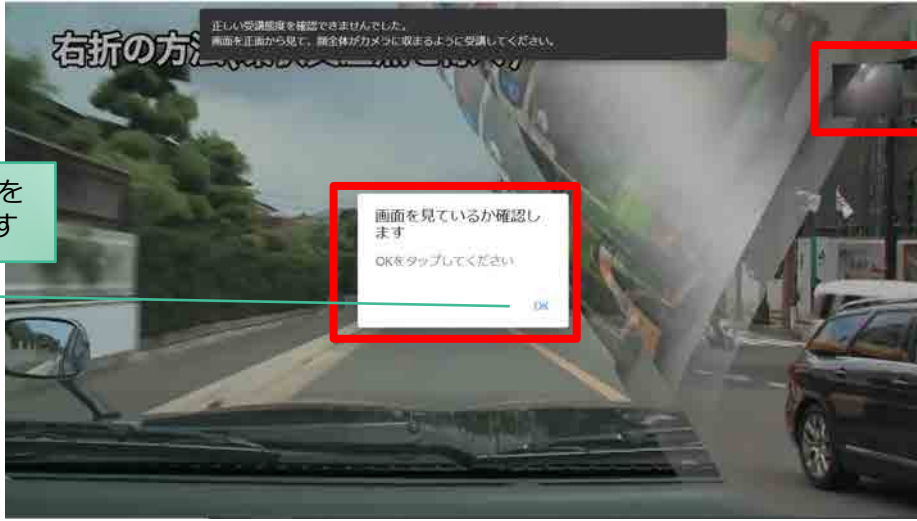 正しい受講態度を確認できませんでした。
画面を正面から見て、顔全体がカメラに収まるように受講してください。
右折の方法
を
す
画面を見ているか確認し
ます
OKをタップしてください
OK